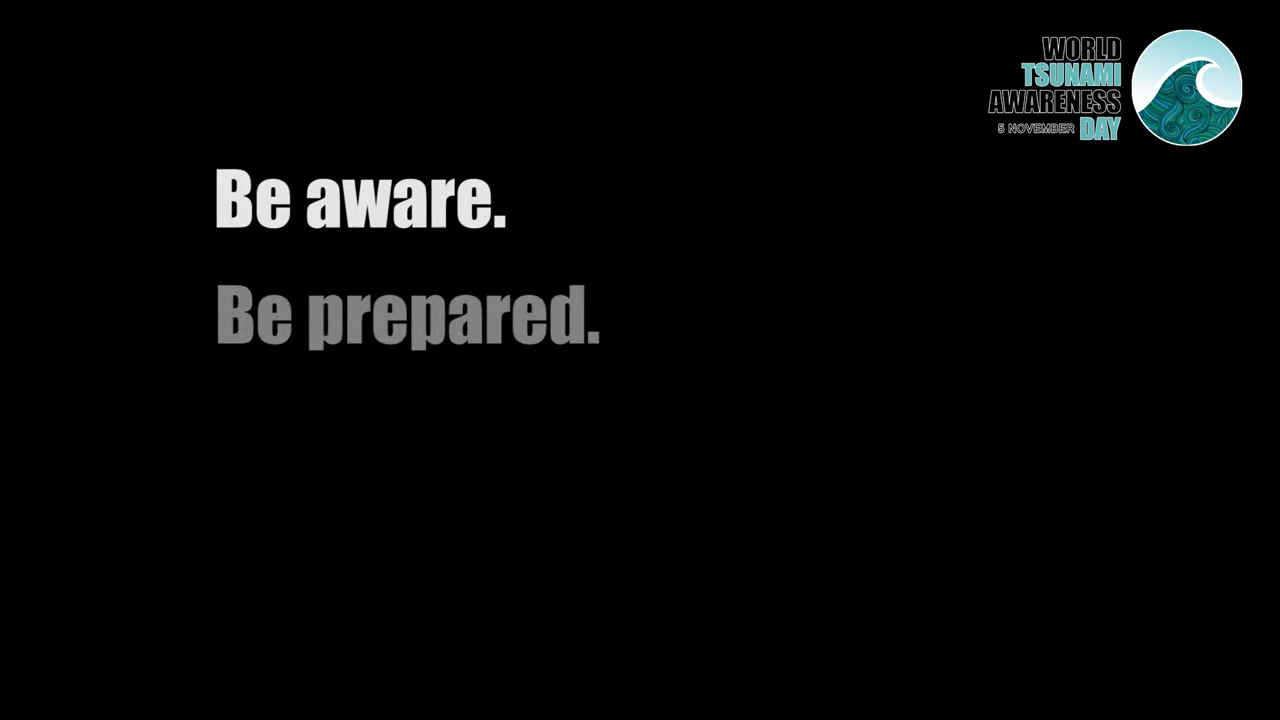 WORLD
TSUNAMI
AWARENESS
5 NOVEMBER DAY
Be aware.
Be prepared.